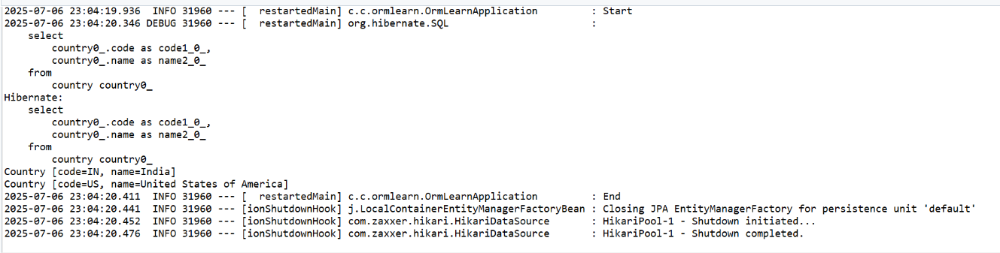 2025-07-06 23:04:19.936  INFO 31960 --- [  restartedMain] c.c.ormlearn.OrmLearnApplication         : Start
2025-07-06 23:04:20.346 DEBUG 31960 --- [  restartedMain] org.hibernate.SQL                        :
    select
        country0_.code as code1_0_,
        country0_.name as name2_0_
    from
        country country0_
Hibernate:
    select
        country0_.code as code1_0_,
        country0_.name as name2_0_
    from
        country country0_
Country [code=IN, name=India]
Country [code=US, name=United States of America]
2025-07-06 23:04:20.411  INFO 31960 --- [  restartedMain] c.c.ormlearn.OrmLearnApplication         : End
2025-07-06 23:04:20.441  INFO 31960 --- [ionShutdownHook] j.LocalContainerEntityManagerFactoryBean : Closing JPA EntityManagerFactory for persistence unit 'default'
2025-07-06 23:04:20.452  INFO 31960 --- [ionShutdownHook] com.zaxxer.hikari.HikariDataSource       : HikariPool-1 - Shutdown initiated...
2025-07-06 23:04:20.476  INFO 31960 --- [ionShutdownHook] com.zaxxer.hikari.HikariDataSource       : HikariPool-1 - Shutdown completed.